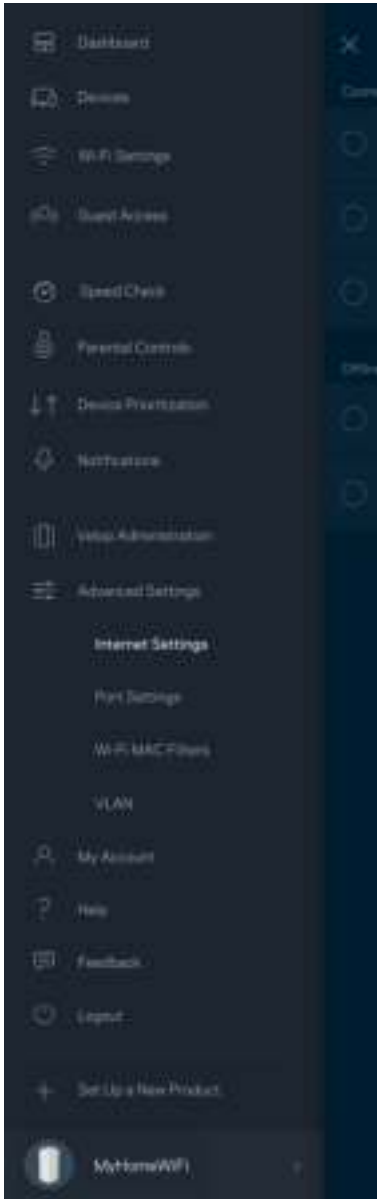 Dashboard
Devices
Wi-Fi Settings
Guest Access
Speed Check
Parental Controls
Device Prioritization
Notifications
Velop Administration
Advanced Settings
Internet Settings
Port Settings
Wi-Fi MAC Filters
VLAN
My Account
Help
Feedback
Logout
Set Up a New Product
MyHomeWiFi